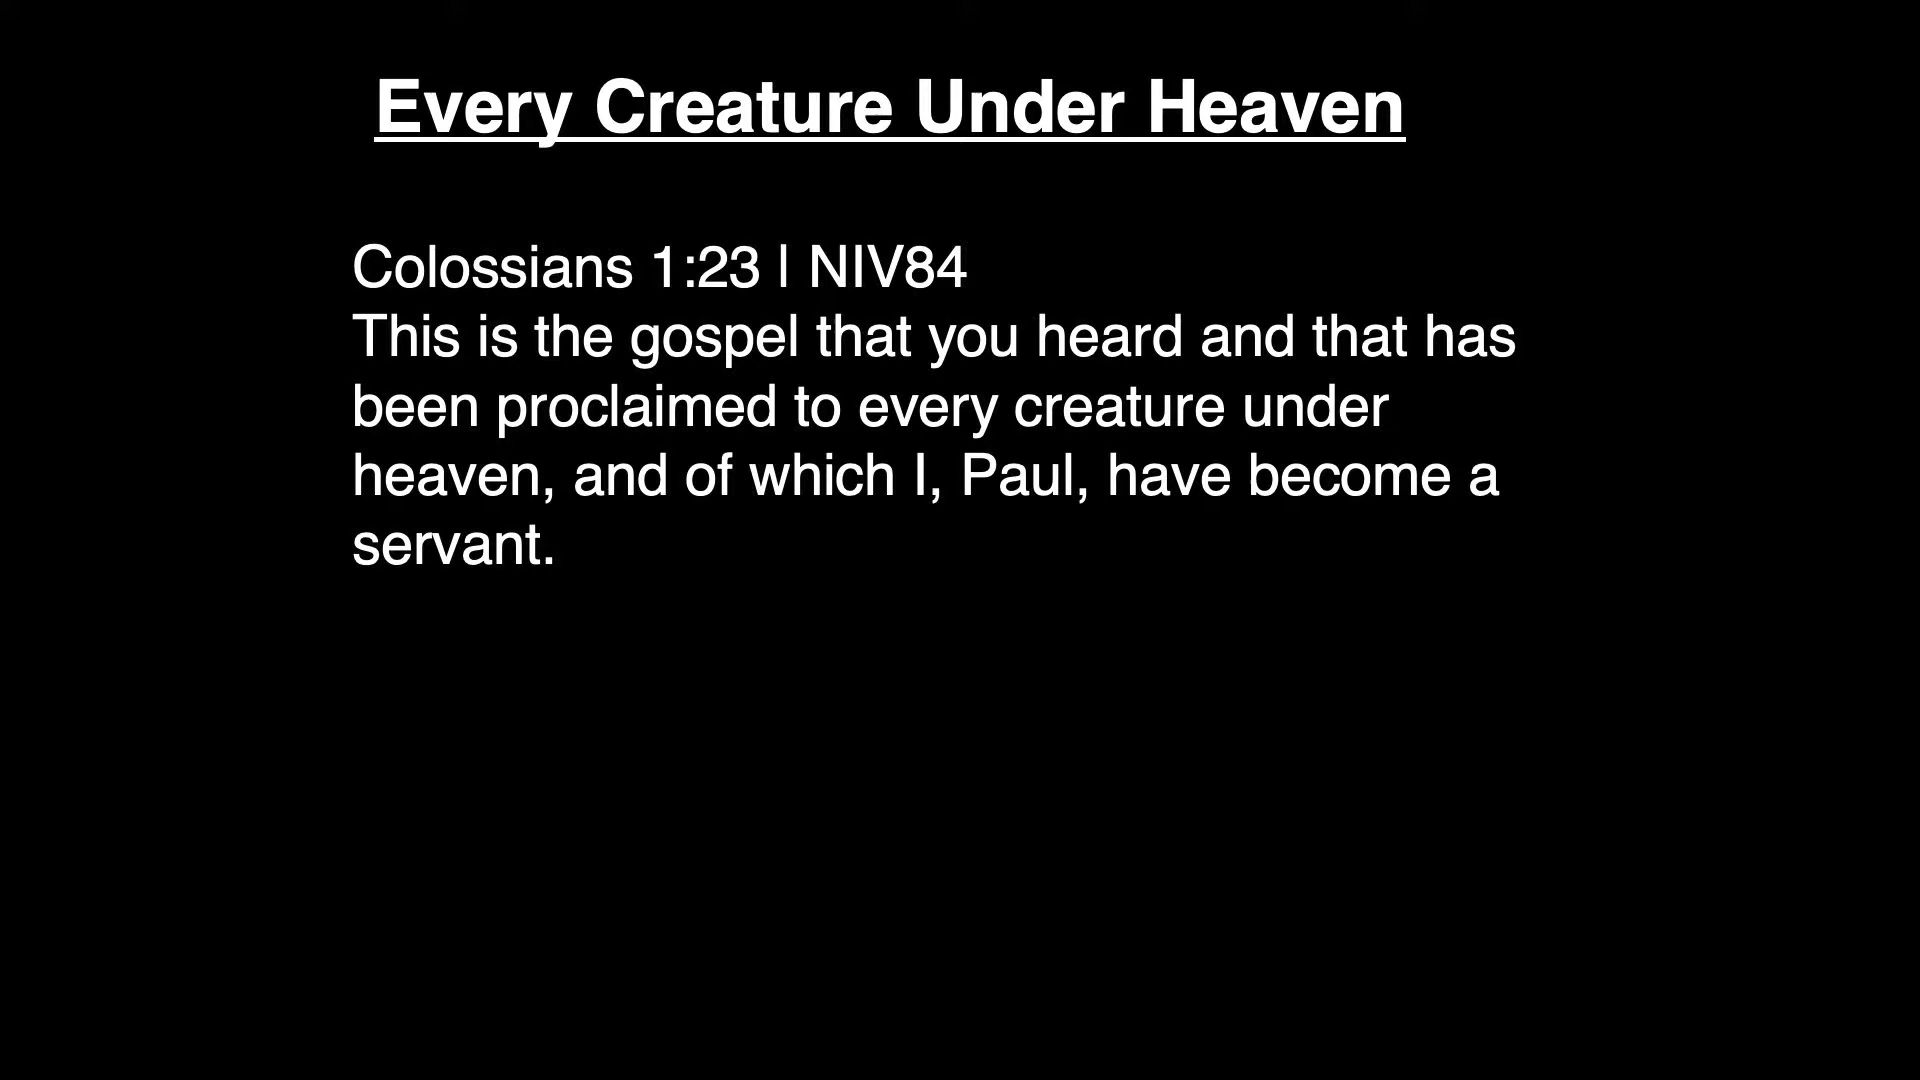 Every Creature Under Heaven
Colossians 1:23 | NIV84
This is the gospel that you heard and that has
been proclaimed to every creature under
heaven, and of which I, Paul, have become a
servant.